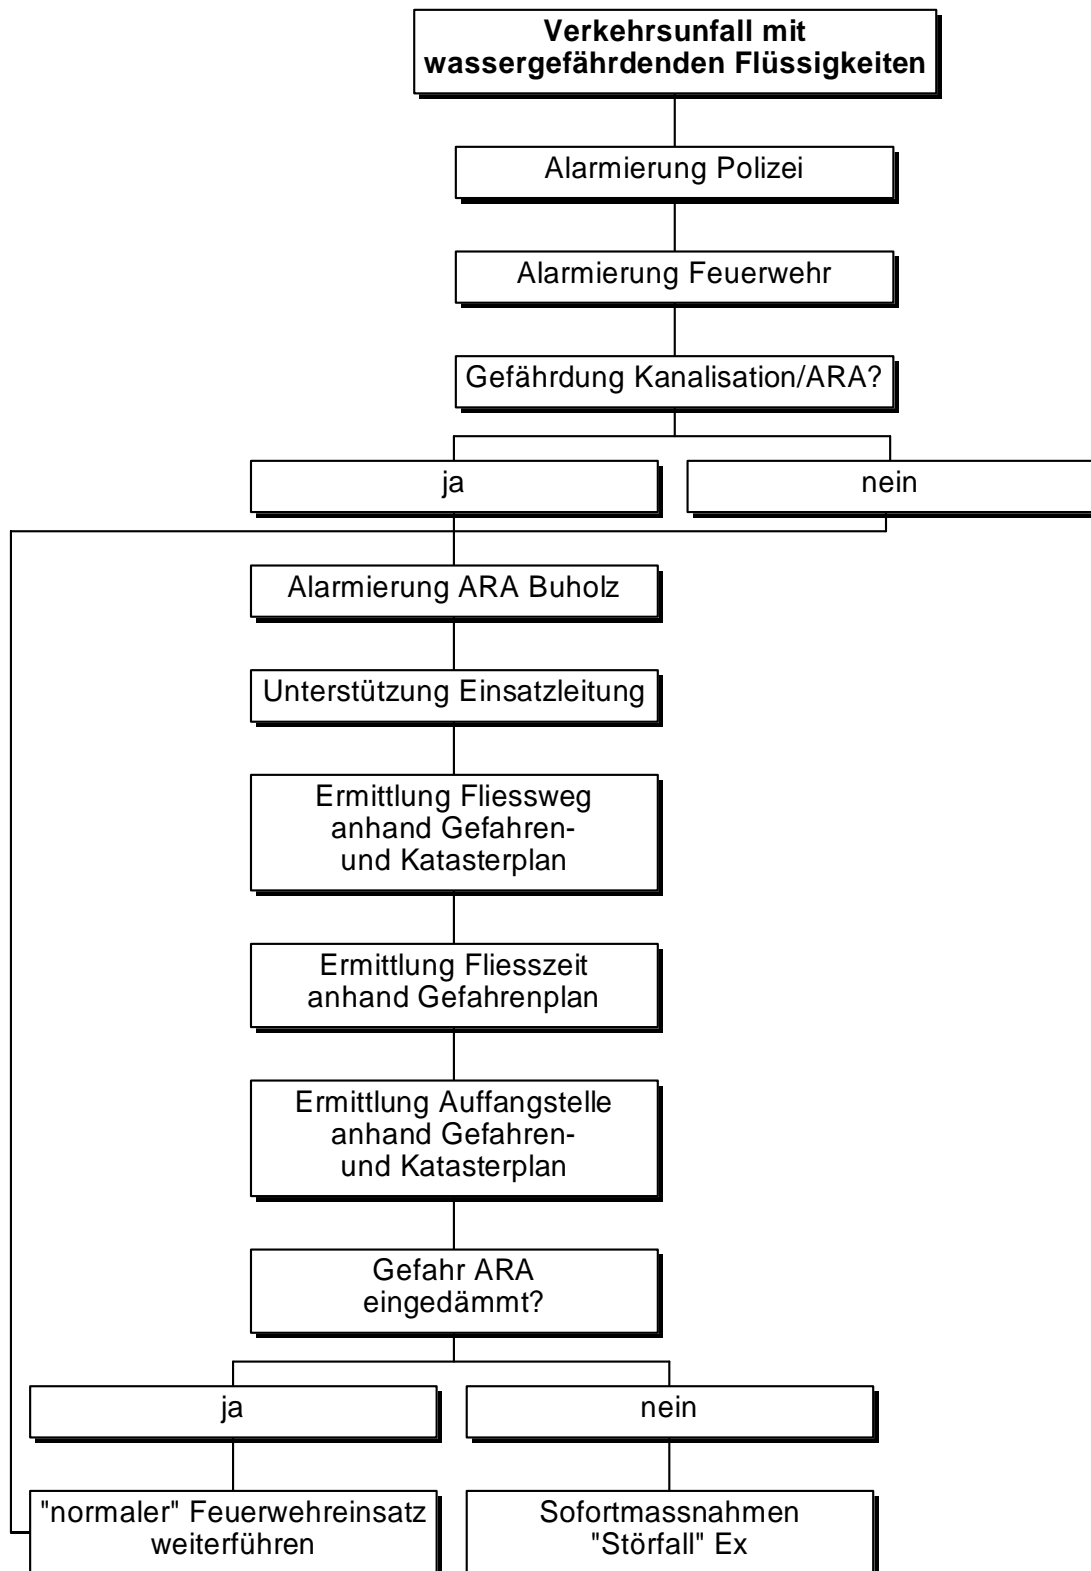 Verkehrsunfall mit
wassergefährdenden Flüssigkeiten
Alarmierung Polizei
Alarmierung Feuerwehr
Gefährdung Kanalisation/ARA?
ja
nein
Alarmierung ARA Buholz
Unterstützung Einsatzleitung
Ermittlung Fliessweg
anhand Gefahren-
und Katasterplan
Ermittlung Fliesszeit
anhand Gefahrenplan
Ermittlung Auffangstelle
anhand Gefahren-
und Katasterplan
Gefahr ARA
eingedämmt?
ja
nein
"normaler" Feuerwehreinsatz
weiterführen
Sofortmassnahmen
"Störfall" Ex